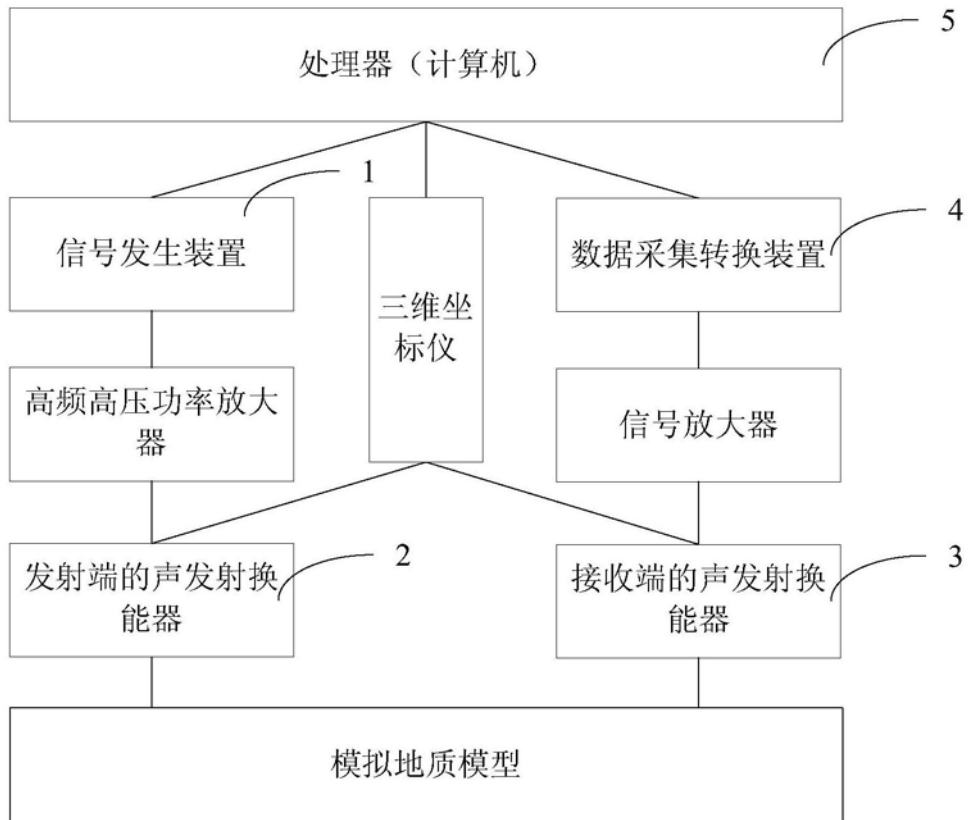 5
处理器（计算机）
1
信号发生装置
4
数据采集转换装置
三维坐
标仪
高频高压功率放大
器
信号放大器
2
发射端的声发射换
能器
3
接收端的声发射换
能器
模拟地质模型